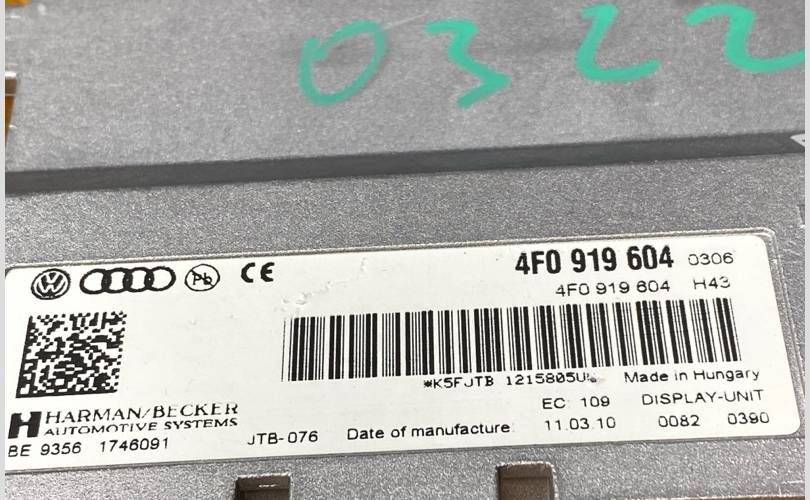 0322
4F0 919 604 0306
4F0 919 604 H43
Pb CE
*K5FJTB 1215805U
Made in Hungary
HARMAN/BECKER
AUTOMOTIVE SYSTEMS
BE 9356 1746091
JTB-076
EC 109 DISPLAY-UNIT
Date of manufacture: 11.03.10 0082 0390